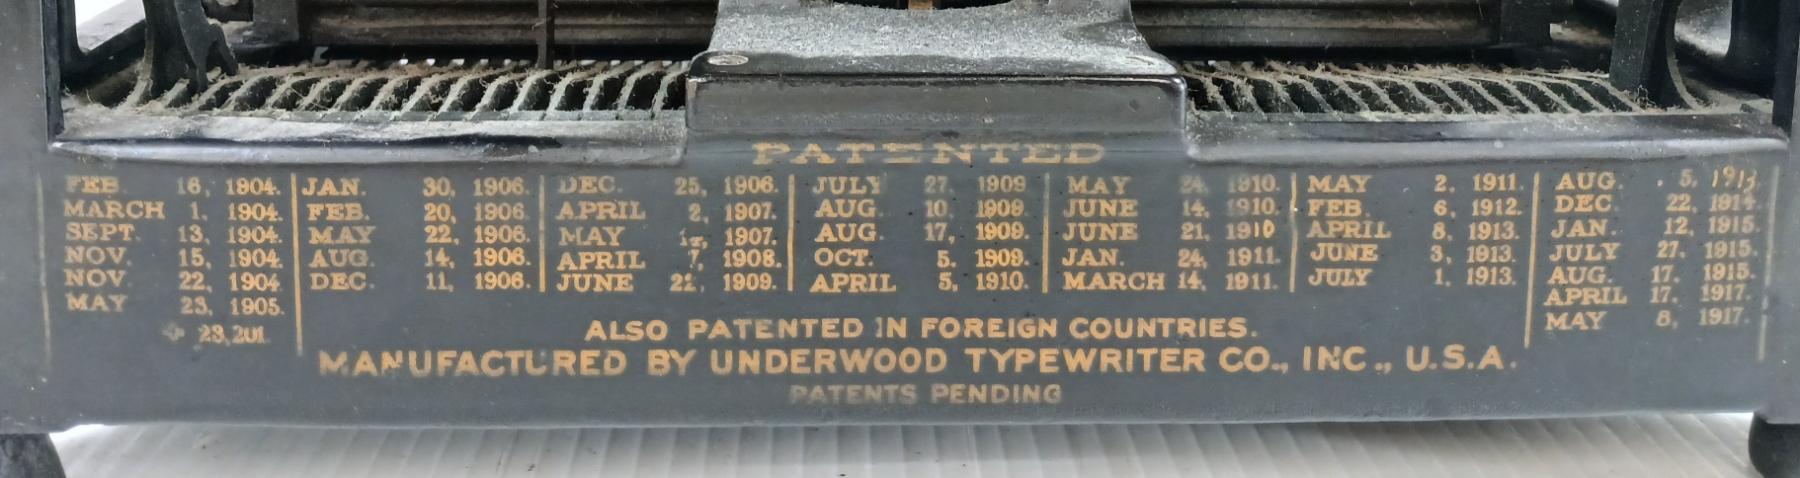 PATENTED
FEB. 16, 1904.
MARCH 1, 1904.
SEPT. 13, 1904.
NOV. 15, 1904.
NOV. 22, 1904.
MAY 23, 1905.
23,201.
JAN. 30, 1906.
FEB. 20, 1906.
MAY 22, 1906.
AUG. 14, 1906.
DEC. 11, 1906.
DEC. 25, 1906.
APRIL 2, 1907.
MAY 1907.
APRIL 7, 1908.
JUNE 22, 1909.
JULY 27, 1909
AUG. 10, 1909.
AUG. 17, 1909.
OCT. 5, 1909.
APRIL 5, 1910.
MAY 24, 1910.
JUNE 14, 1910.
JUNE 21, 1910
JAN. 24, 1911.
MARCH 14, 1911.
MAY 2, 1911.
FEB. 6, 1912.
APRIL 8, 1913.
JUNE 3, 1913.
JULY 1, 1913.
AUG. 5, 1913
DEC. 22, 1914.
JAN. 12, 1915.
JULY 27, 1915.
AUG. 17, 1915.
APRIL 17, 1917.
MAY 8, 1917.
ALSO PATENTED IN FOREIGN COUNTRIES.
MANUFACTURED BY UNDERWOOD TYPEWRITER CO., INC., U.S.A.
PATENTS PENDING